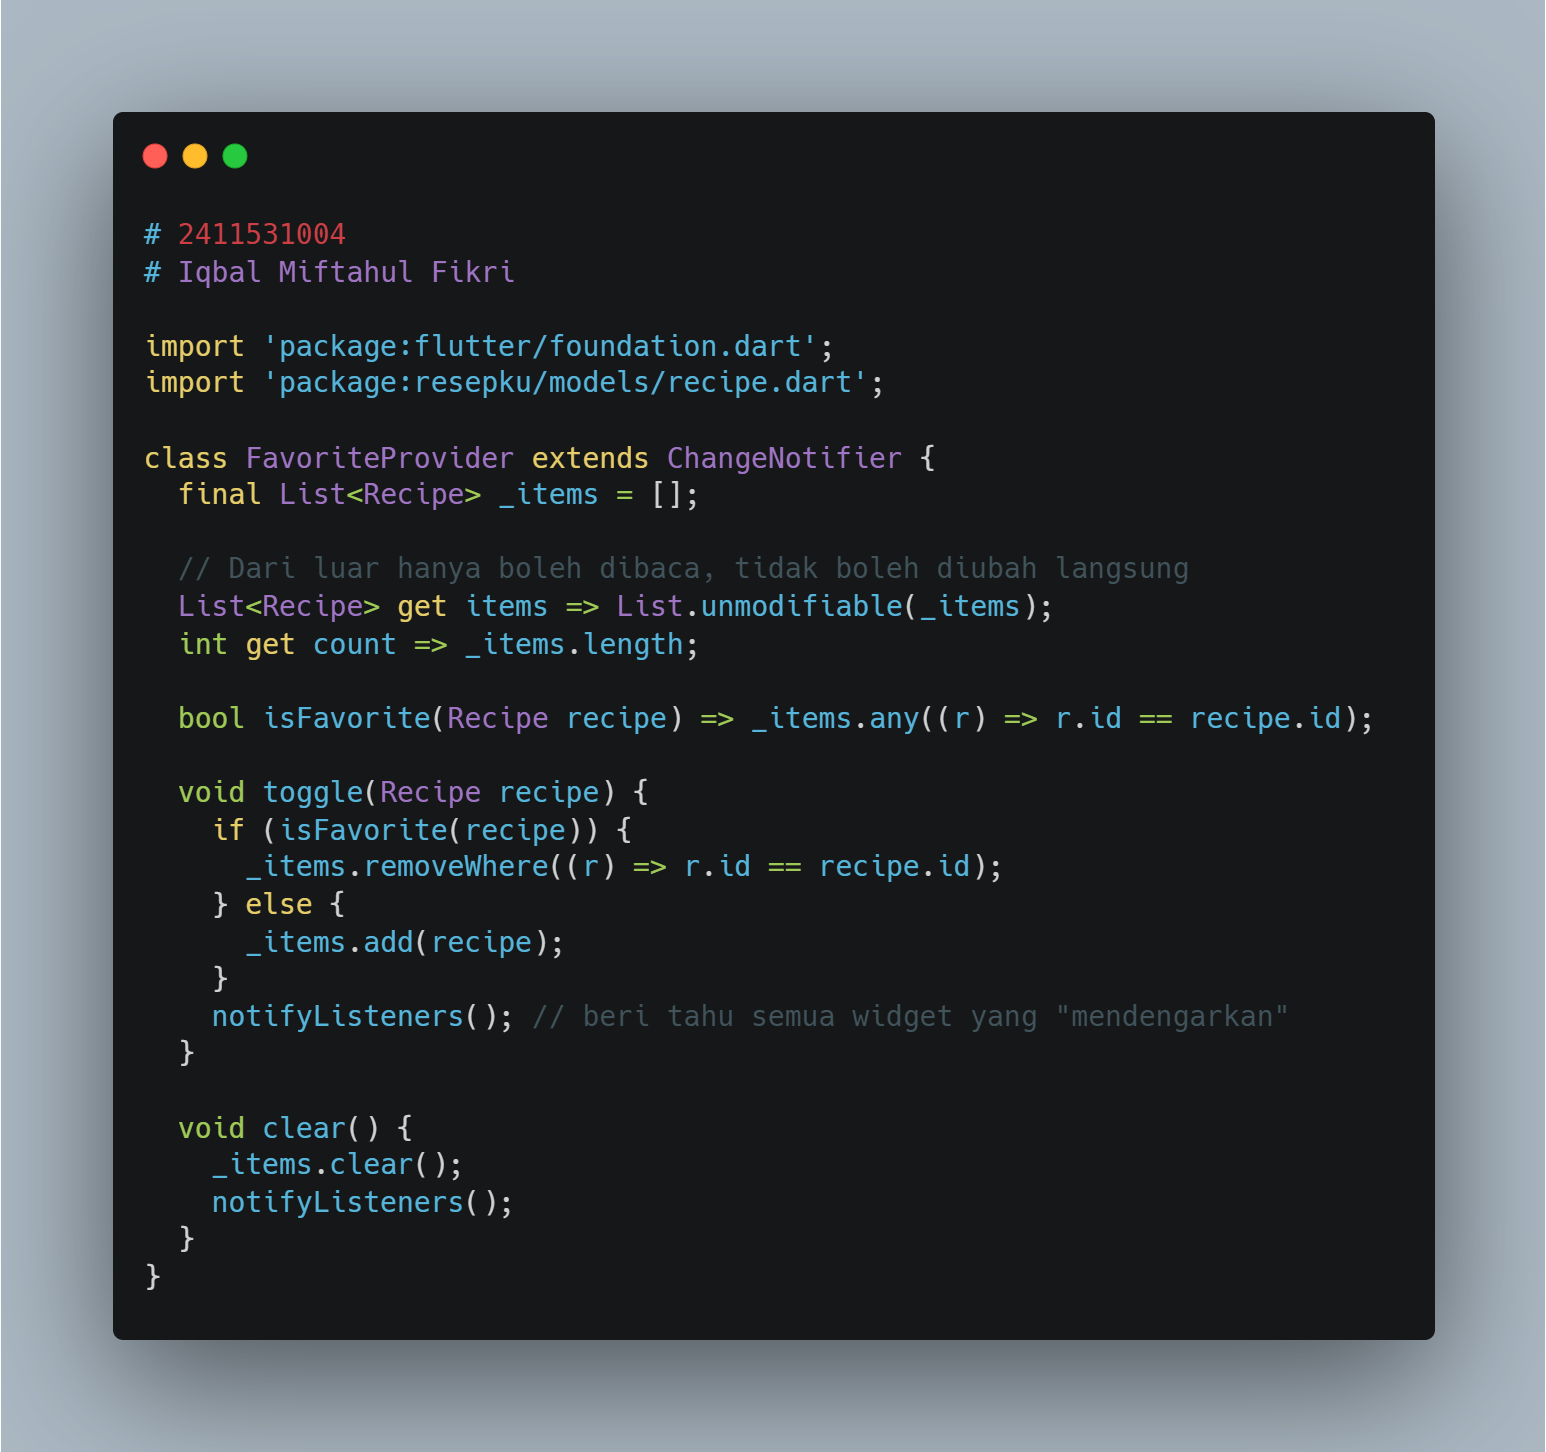 # 2411531004
# Iqbal Miftahul Fikri

import 'package:flutter/foundation.dart';
import 'package:resepku/models/recipe.dart';

class FavoriteProvider extends ChangeNotifier {
  final List<Recipe> _items = [];

  // Dari luar hanya boleh dibaca, tidak boleh diubah langsung
  List<Recipe> get items => List.unmodifiable(_items);
  int get count => _items.length;

  bool isFavorite(Recipe recipe) => _items.any((r) => r.id == recipe.id);

  void toggle(Recipe recipe) {
    if (isFavorite(recipe)) {
      _items.removeWhere((r) => r.id == recipe.id);
    } else {
      _items.add(recipe);
    }
    notifyListeners(); // beri tahu semua widget yang "mendengarkan"
  }

  void clear() {
    _items.clear();
    notifyListeners();
  }
}